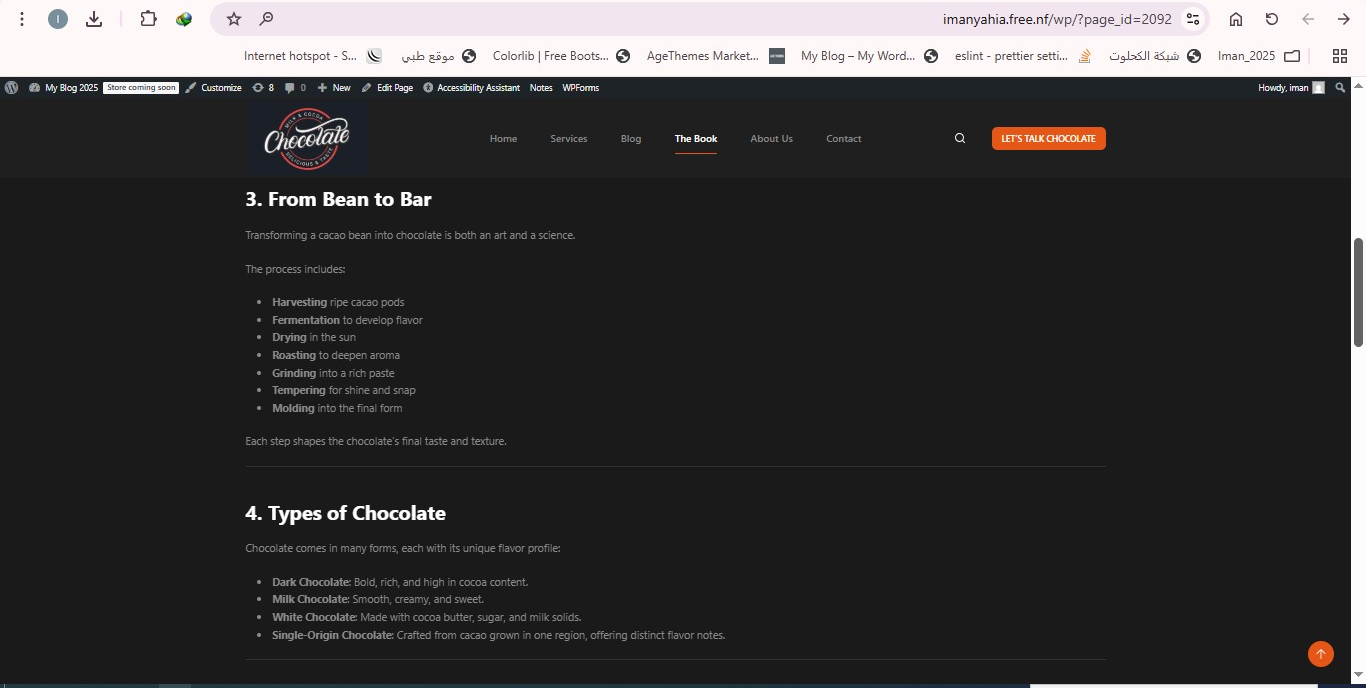 imanyahia.free.nf/wp/?page_id=2092
Internet hotspot - S...
موقع طبي
Colorlib | Free Boots...
AgeThemes Market...
My Blog – My Word...
eslint - prettier setti...
شبكة الكحلوت
Iman_2025
I
My Blog 2025 Store coming soon Customize 8 0 New Edit Page Accessibility Assistant Notes WPForms Howdy, iman
MILK & COCOA
Chocolate
DELICIOUS & TASTE
Home Services Blog The Book About Us Contact LET'S TALK CHOCOLATE
3. From Bean to Bar
Transforming a cacao bean into chocolate is both an art and a science.
The process includes:
• Harvesting ripe cacao pods
• Fermentation to develop flavor
• Drying in the sun
• Roasting to deepen aroma
• Grinding into a rich paste
• Tempering for shine and snap
• Molding into the final form
Each step shapes the chocolate's final taste and texture.
4. Types of Chocolate
Chocolate comes in many forms, each with its unique flavor profile:
• Dark Chocolate: Bold, rich, and high in cocoa content.
• Milk Chocolate: Smooth, creamy, and sweet.
• White Chocolate: Made with cocoa butter, sugar, and milk solids.
• Single-Origin Chocolate: Crafted from cacao grown in one region, offering distinct flavor notes.